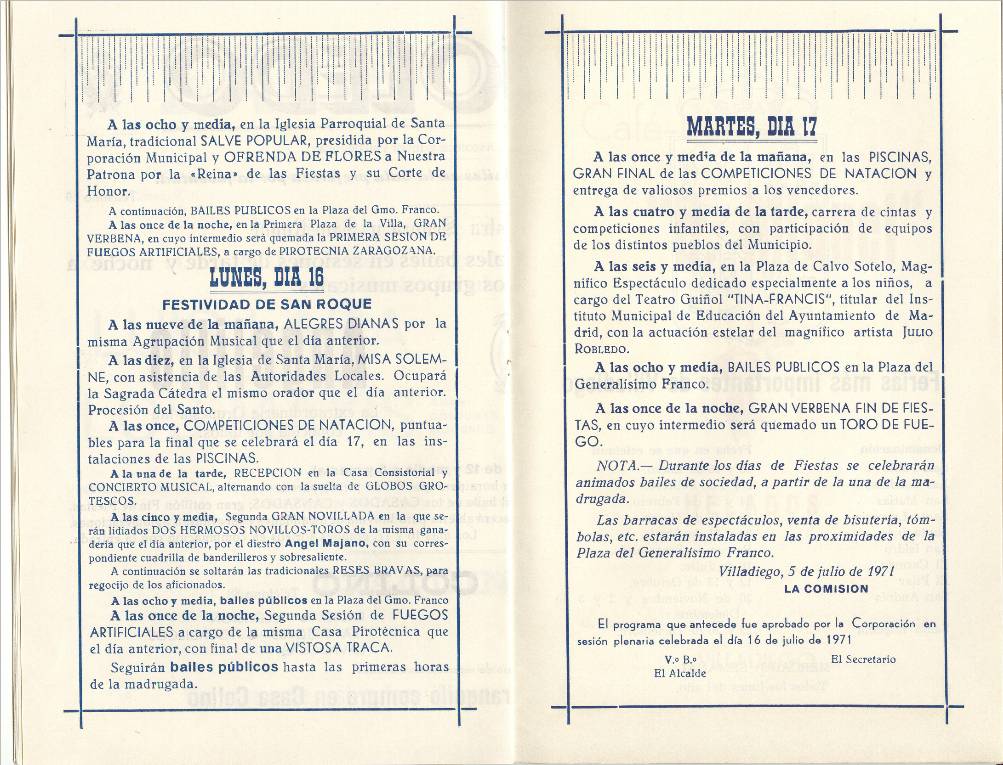 A las ocho y media, en la Iglesia Parroquial de Santa
María, tradicional SALVE POPULAR, presidida por la Cor-
poración Municipal y OFRENDA DE FLORES a Nuestra
Patrona por la «Reina» de las Fiestas y su Corte de
Honor.
A continuación, BAILES PUBLICOS en la Plaza del Gmo. Franco.
A las once de la noche, en la Primera Plaza de la Villa, GRAN
VERBENA, en cuyo intermedio será quemada la PRIMERA SESION DE
FUEGOS ARTIFICIALES, a cargo de PIROTECNIA ZARAGOZANA.
LUNES, DIA 16
FESTIVIDAD DE SAN ROQUE
A las nueve de la mañana, ALEGRES DIANAS por la
misma Agrupación Musical que el día anterior.
A las diez, en la Iglesia de Santa María, MISA SOLEM-
NE, con asistencia de las Autoridades Locales. Ocupará
la Sagrada Cátedra el mismo orador que el día anterior.
Procesión del Santo.
A las once, COMPETICIONES DE NATACION, puntua-
bles para la final que se celebrará el día 17, en las ins-
talaciones de las PISCINAS.
A la una de la tarde, RECEPCION en la Casa Consistorial y
CONCIERTO MUSICAL, alternando con la suelta de GLOBOS GRO-
TESCOS.
A las cinco y media, Segunda GRAN NOVILLADA en la que se-
rán lidiados DOS HERMOSOS NOVILLOS-TOROS de la misma gana-
dería que el día anterior, por el diestro Angel Majano, con su corres-
pondiente cuadrilla de banderilleros y sobresaliente.
A continuación se soltarán las tradicionales RESES BRAVAS, para
regocijo de los aficionados.
A las ocho y media, bailes públicos en la Plaza del Gmo. Franco
A las once de la noche, Segunda Sesión de FUEGOS
ARTIFICIALES a cargo de la misma Casa Pirotécnica que
el día anterior, con final de una VISTOSA TRACA.
Seguirán bailes públicos hasta las primeras horas
de la madrugada.
MARTES, DIA 17
A las once y media de la mañana, en las PISCINAS,
GRAN FINAL de las COMPETICIONES DE NATACION y
entrega de valiosos premios a los vencedores.
A las cuatro y media de la tarde, carrera de cintas y
competiciones infantiles, con participación de equipos
de los distintos pueblos del Municipio.
A las seis y media, en la Plaza de Calvo Sotelo, Mag-
nífico Espectáculo dedicado especialmente a los niños, a
cargo del Teatro Guiñol "TINA-FRANCIS", titular del Ins-
tituto Municipal de Educación del Ayuntamiento de Ma-
drid, con la actuación estelar del magnífico artista JULIO
ROBLEDO.
A las ocho y media, BAILES PUBLICOS en la Plaza del
Generalísimo Franco.
A las once de la noche, GRAN VERBENA FIN DE FIES-
TAS, en cuyo intermedio será quemado un TORO DE FUE-
GO.
NOTA.— Durante los días de Fiestas se celebrarán
animados bailes de sociedad, a partir de la una de la ma-
drugada.
Las barracas de espectáculos, venta de bisutería, tóm-
bolas, etc. estarán instaladas en las proximidades de la
Plaza del Generalísimo Franco.
Villadiego, 5 de julio de 1971
LA COMISION
El programa que antecede fue aprobado por la Corporación en
sesión plenaria celebrada el día 16 de julio de 1971
V.º B.º El Secretario
El Alcalde